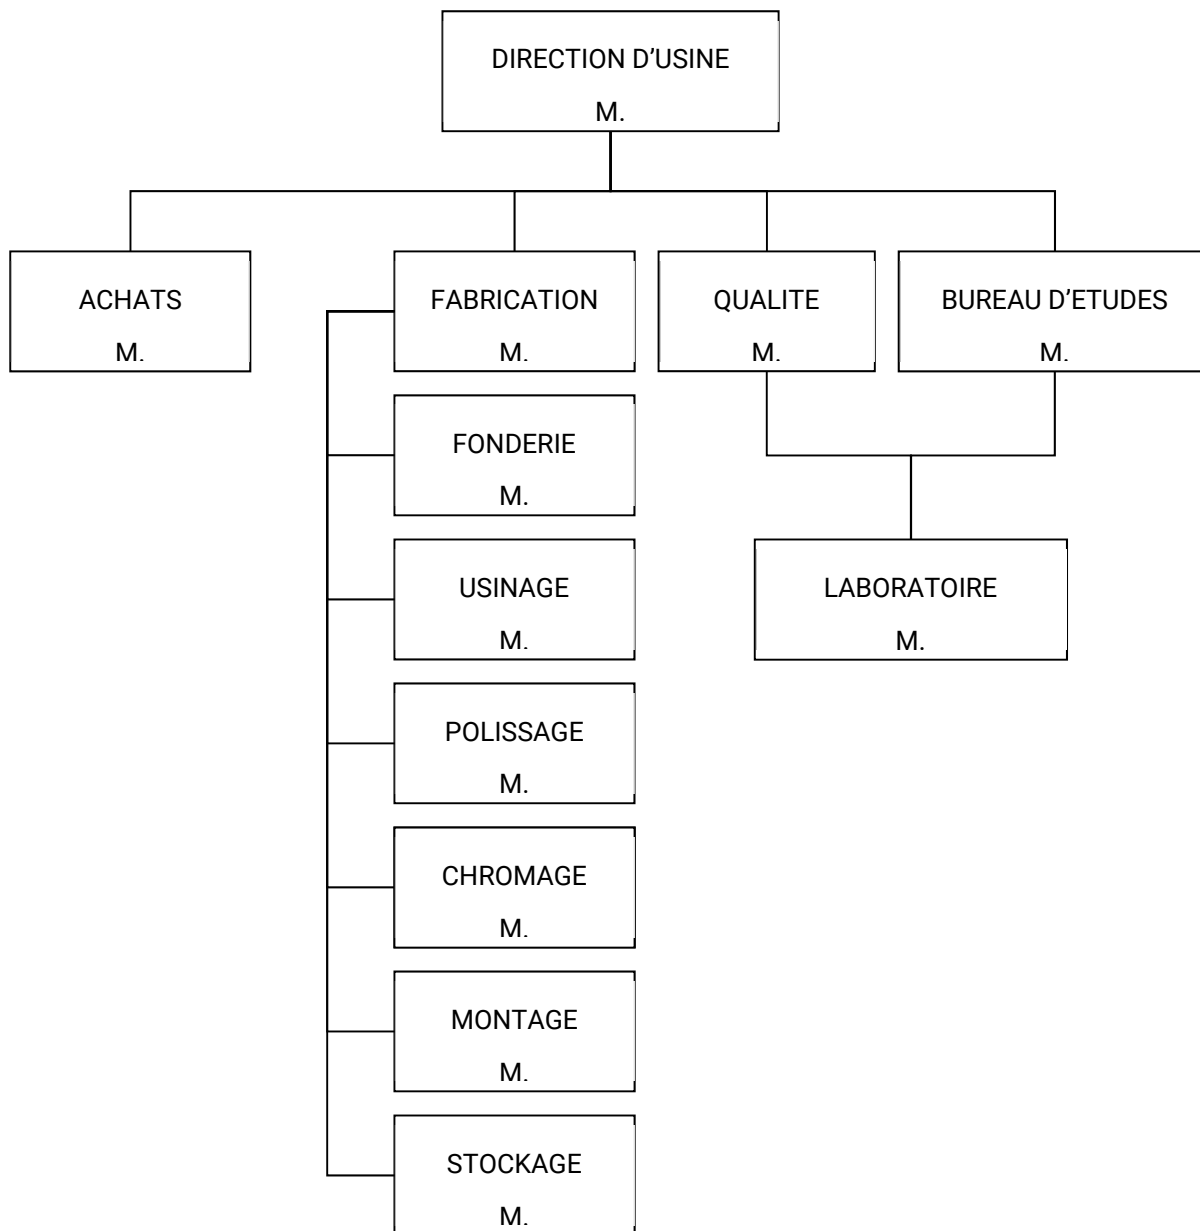 DIRECTION D’USINE
M.
ACHATS
M.
FABRICATION
M.
QUALITE
M.
BUREAU D’ETUDES
M.
FONDERIE
M.
USINAGE
M.
LABORATOIRE
M.
POLISSAGE
M.
CHROMAGE
M.
MONTAGE
M.
STOCKAGE
M.